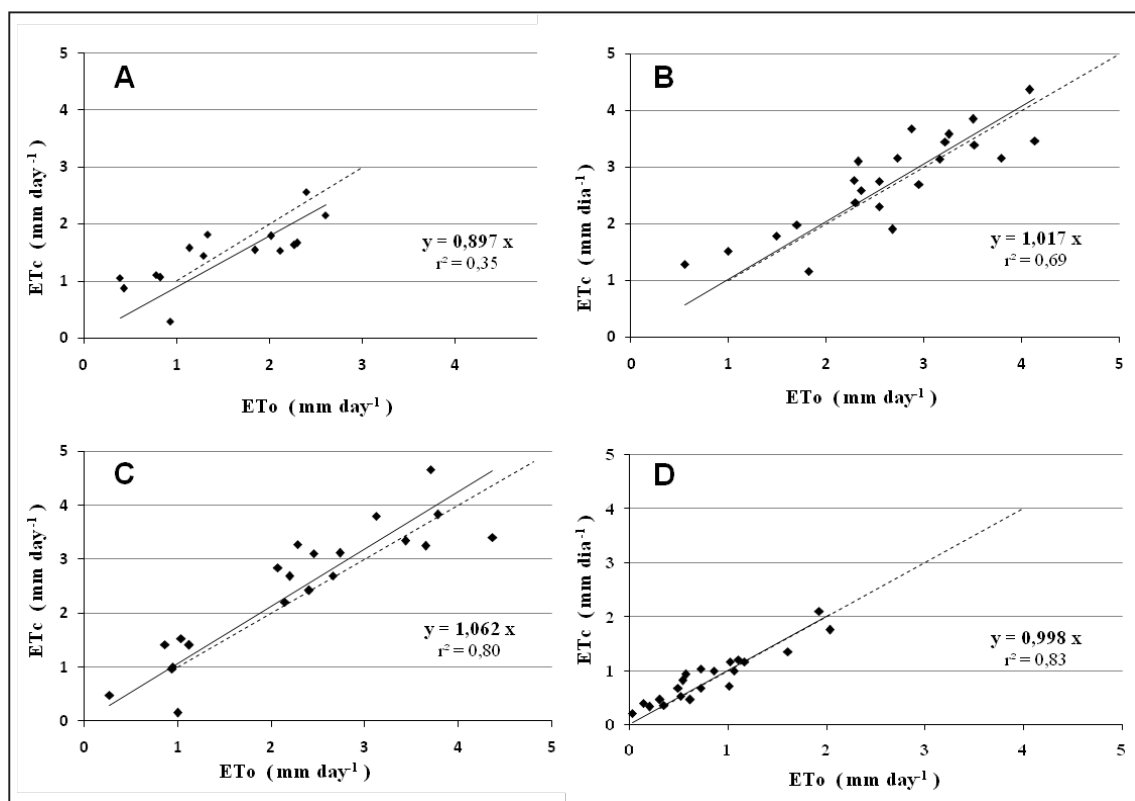 A
5
4
3
2
1
0
0 1 2 3 4
ETc ( mm day⁻¹ )
ETo ( mm day⁻¹ )
y = 0,897 x
r² = 0,35
B
5
4
3
2
1
0
0 1 2 3 4 5
ETc ( mm dia⁻¹ )
ETo ( mm day⁻¹ )
y = 1,017 x
r² = 0,69
C
5
4
3
2
1
0
0 1 2 3 4 5
ETc ( mm day⁻¹ )
ETo ( mm day⁻¹ )
y = 1,062 x
r² = 0,80
D
5
4
3
2
1
0
0 1 2 3 4 5
ETc ( mm dia⁻¹ )
ETo ( mm day⁻¹ )
y = 0,998 x
r² = 0,83